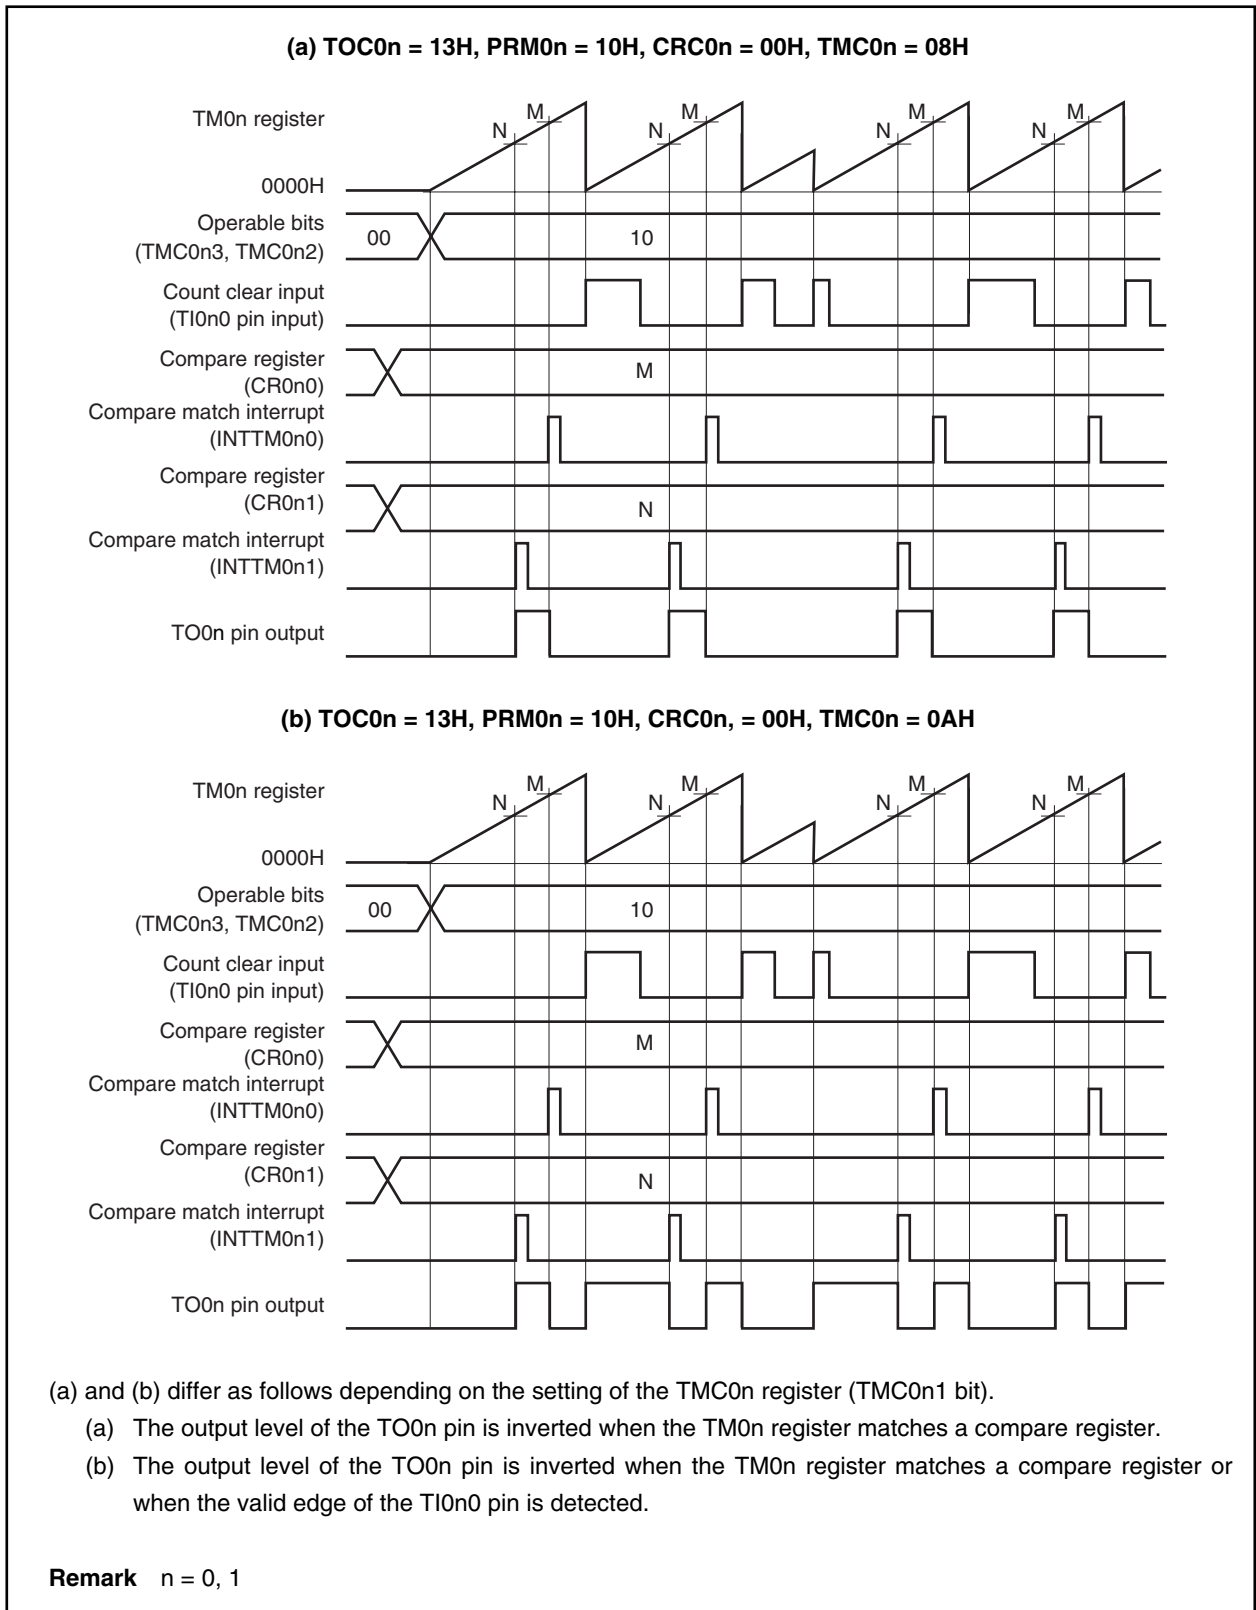 (a) TOC0n = 13H, PRM0n = 10H, CRC0n = 00H, TMC0n = 08H
TM0n register
N
M
N
M
N
M
N
M
0000H
Operable bits
(TMC0n3, TMC0n2)
00
10
Count clear input
(TI0n0 pin input)
Compare register
(CR0n0)
M
Compare match interrupt
(INTTM0n0)
Compare register
(CR0n1)
N
Compare match interrupt
(INTTM0n1)
TO0n pin output
(b) TOC0n = 13H, PRM0n = 10H, CRC0n, = 00H, TMC0n = 0AH
TM0n register
N
M
N
M
N
M
N
M
0000H
Operable bits
(TMC0n3, TMC0n2)
00
10
Count clear input
(TI0n0 pin input)
Compare register
(CR0n0)
M
Compare match interrupt
(INTTM0n0)
Compare register
(CR0n1)
N
Compare match interrupt
(INTTM0n1)
TO0n pin output
(a) and (b) differ as follows depending on the setting of the TMC0n register (TMC0n1 bit).
(a) The output level of the TO0n pin is inverted when the TM0n register matches a compare register.
(b) The output level of the TO0n pin is inverted when the TM0n register matches a compare register or
when the valid edge of the TI0n0 pin is detected.
Remark n = 0, 1